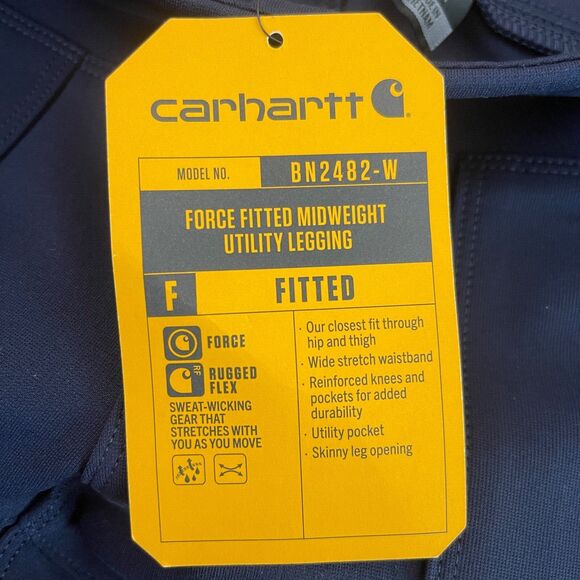 carhartt
MODEL NO. BN2482-W
FORCE FITTED MIDWEIGHT
UTILITY LEGGING
F FITTED
FORCE
RF
RUGGED
FLEX
SWEAT-WICKING
GEAR THAT
STRETCHES WITH
YOU AS YOU MOVE
· Our closest fit through
hip and thigh
· Wide stretch waistband
· Reinforced knees and
pockets for added
durability
· Utility pocket
· Skinny leg opening